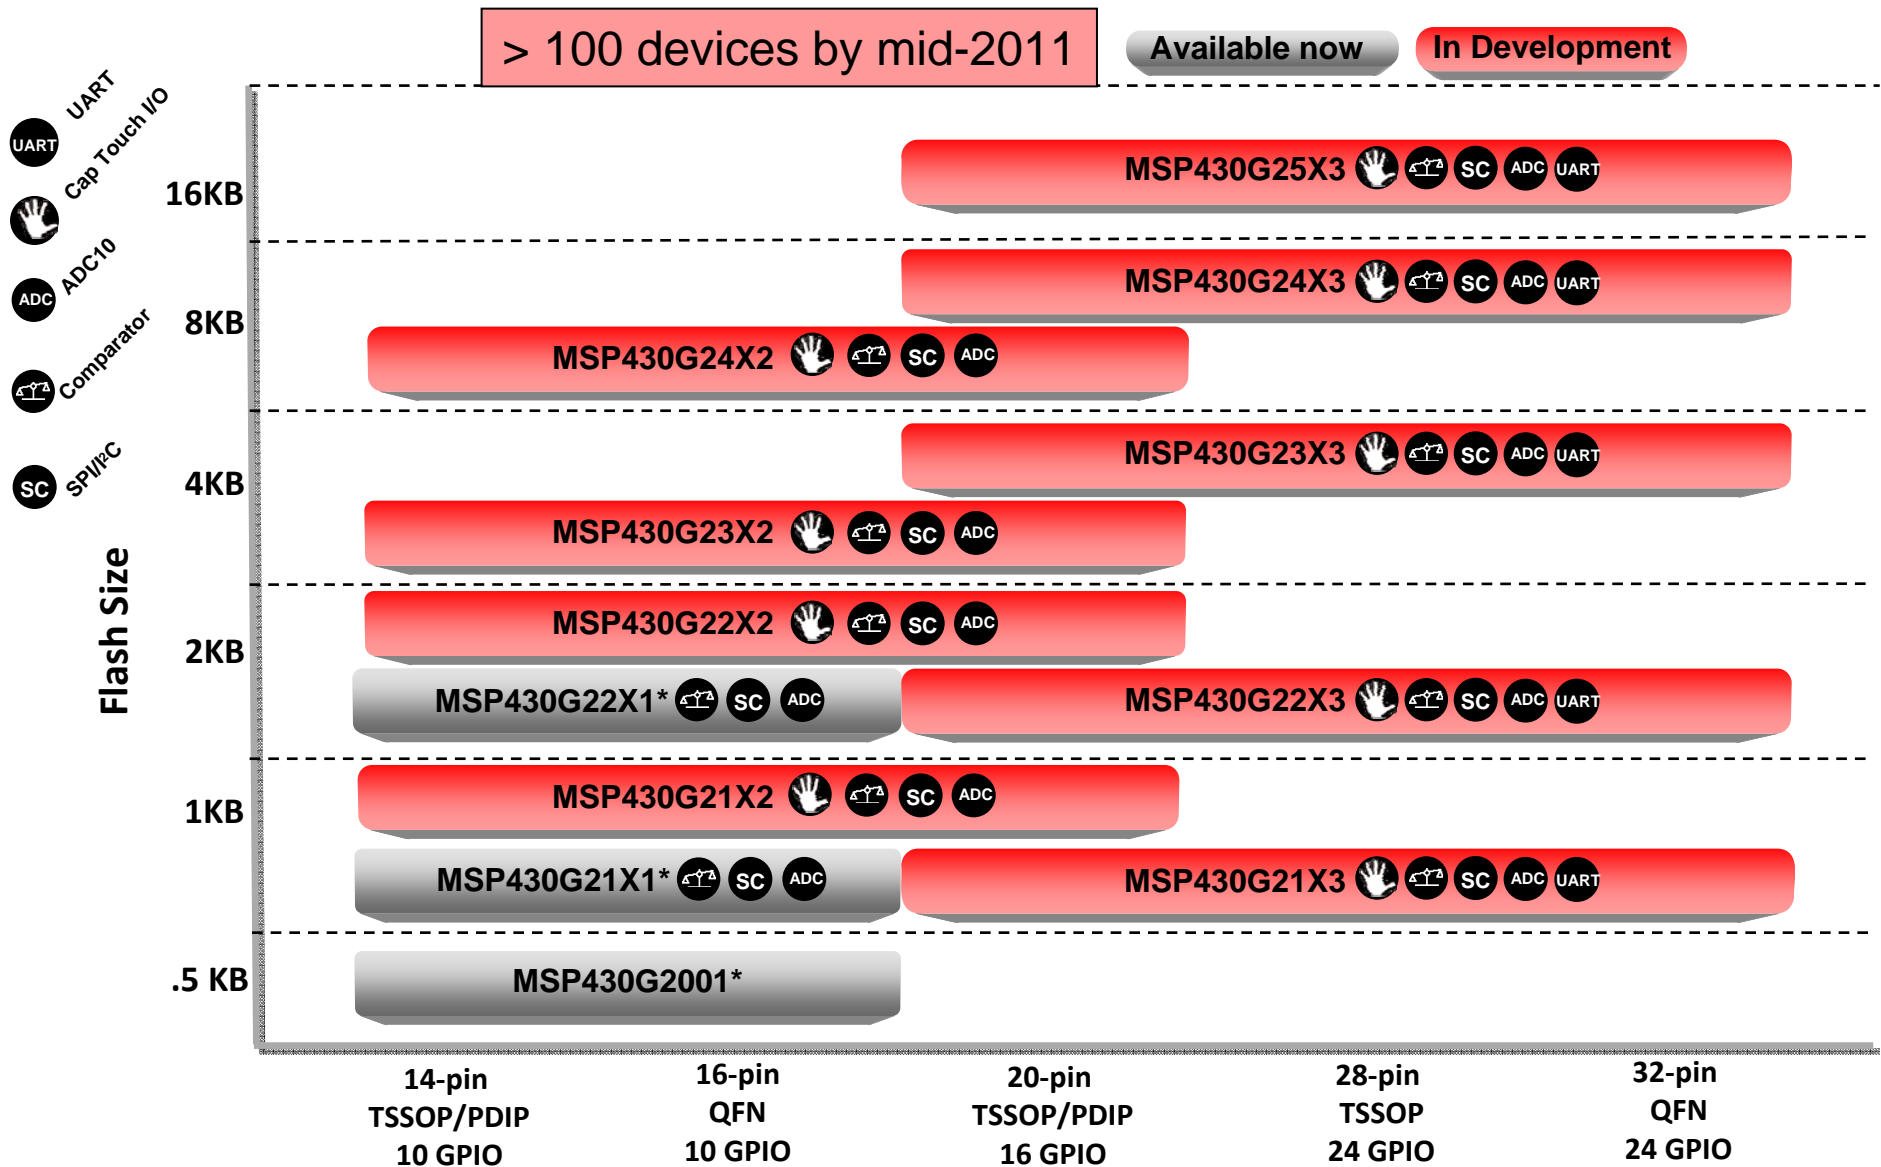 > 100 devices by mid-2011
Available now
In Development
UART
UART
Cap Touch I/O
ADC
ADC10
Comparator
SC
SPI/I²C
Flash Size
16KB
MSP430G25X3 SC ADC UART
MSP430G24X3 SC ADC UART
8KB
MSP430G24X2 SC ADC
MSP430G23X3 SC ADC UART
4KB
MSP430G23X2 SC ADC
MSP430G22X2 SC ADC
2KB
MSP430G22X1* SC ADC
MSP430G22X3 SC ADC UART
MSP430G21X2 SC ADC
1KB
MSP430G21X1* SC ADC
MSP430G21X3 SC ADC UART
.5 KB
MSP430G2001*
14-pin
TSSOP/PDIP
10 GPIO
16-pin
QFN
10 GPIO
20-pin
TSSOP/PDIP
16 GPIO
28-pin
TSSOP
24 GPIO
32-pin
QFN
24 GPIO